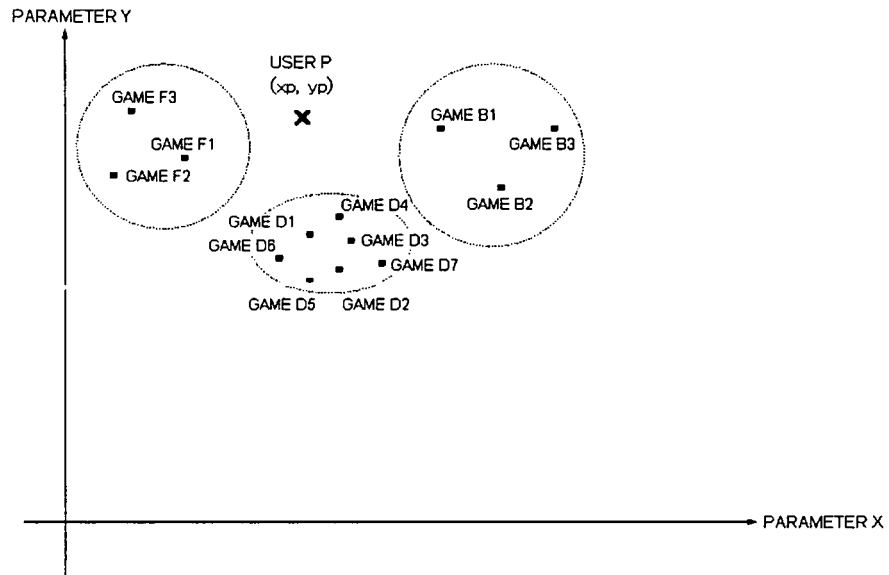 PARAMETER Y
USER P
(xp, yp)
GAME F3
GAME F1
GAME F2
GAME B1
GAME B3
GAME B2
GAME D4
GAME D1
GAME D3
GAME D6
GAME D7
GAME D5
GAME D2
PARAMETER X